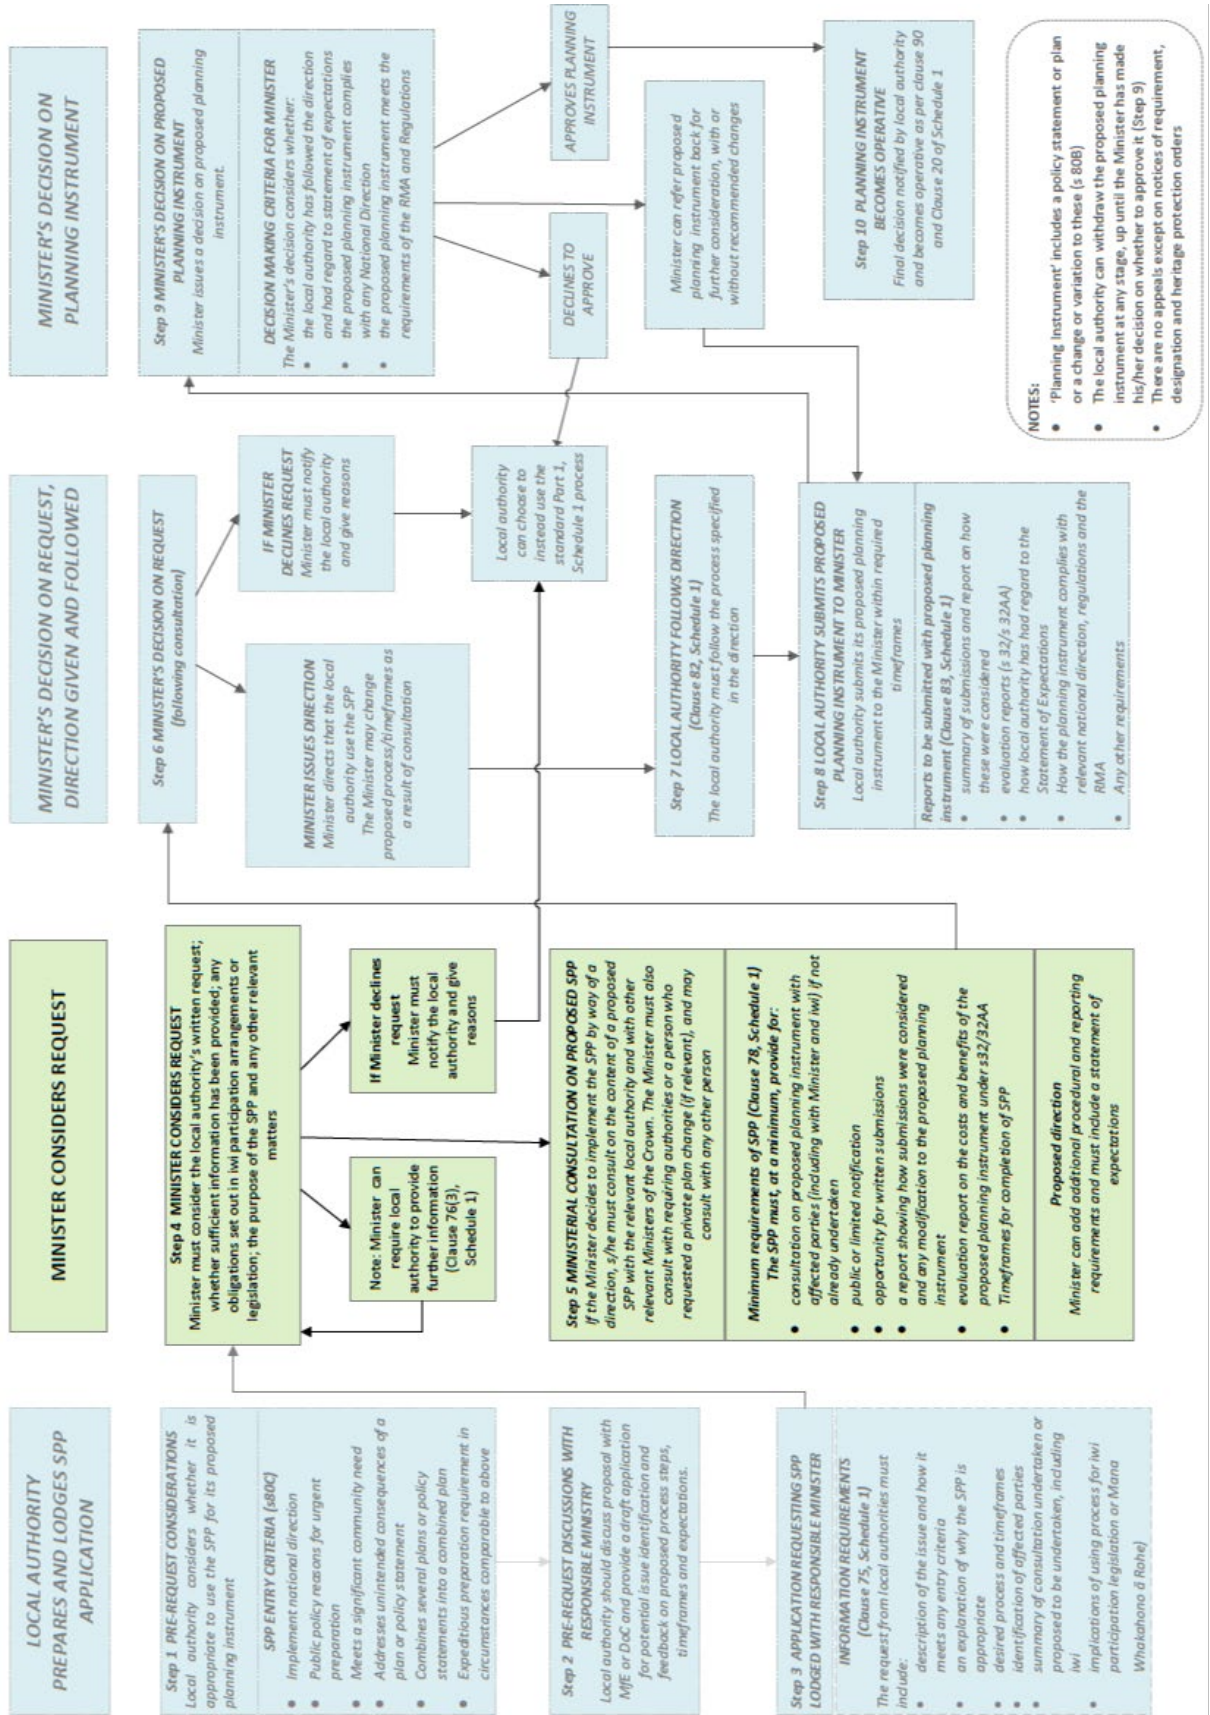 LOCAL AUTHORITY
PREPARES AND LODGES SPP
APPLICATION
Step 1 PRE-REQUEST CONSIDERATIONS
Local authority considers whether it is
appropriate to use the SPP for its proposed
planning instrument
SPP ENTRY CRITERIA (s80C)
• Implement national direction
• Public policy reasons for urgent
preparation
• Meets a significant community need
• Addresses unintended consequences of a
plan or policy statement
• Combines several plans or policy
statements into a combined plan
• Expeditious preparation requirement in
circumstances comparable to above
Step 2 PRE-REQUEST DISCUSSIONS WITH
RESPONSIBLE MINISTRY
Local authority should discuss proposal with
MfE or DoC and provide a draft application
for potential issue identification and
feedback on proposed process steps,
timeframes and expectations.
Step 3 APPLICATION REQUESTING SPP
LODGED WITH RESPONSIBLE MINISTER
INFORMATION REQUIREMENTS
(Clause 75, Schedule 1)
The request from local authorities must
include:
• description of the issue and how it
meets any entry criteria
• an explanation of why the SPP is
appropriate
• desired process and timeframes
• identification of affected parties
• summary of consultation undertaken or
proposed to be undertaken, including
iwi
• implications of using process for iwi
participation legislation or Mana
Whakahono ā Rohe)
MINISTER CONSIDERS REQUEST
Step 4 MINISTER CONSIDERS REQUEST
Minister must consider the local authority's written request;
whether sufficient information has been provided; any
obligations set out in iwi participation arrangements or
legislation; the purpose of the SPP and any other relevant
matters
Note: Minister can
require local
authority to provide
further information
(Clause 76(3),
Schedule 1)
If Minister declines
request
Minister must
notify the local
authority and give
reasons
Step 5 MINISTERIAL CONSULTATION ON PROPOSED SPP
If the Minister decides to implement the SPP by way of a
direction, s/he must consult on the content of a proposed
SPP with the relevant local authority and with other
relevant Ministers of the Crown. The Minister must also
consult with requiring authorities or a person who
requested a private plan change (if relevant), and may
consult with any other person
Minimum requirements of SPP (Clause 78, Schedule 1)
The SPP must, at a minimum, provide for:
• consultation on proposed planning instrument with
affected parties (including with Minister and iwi) if not
already undertaken
• public or limited notification
• opportunity for written submissions
• a report showing how submissions were considered
and any modification to the proposed planning
instrument
• evaluation report on the costs and benefits of the
proposed planning instrument under s32/32AA
• Timeframes for completion of SPP
Proposed direction
Minister can add additional procedural and reporting
requirements and must include a statement of
expectations
MINISTER'S DECISION ON REQUEST,
DIRECTION GIVEN AND FOLLOWED
Step 6 MINISTER'S DECISION ON REQUEST
(following consultation)
MINISTER ISSUES DIRECTION
Minister directs that the local
authority use the SPP
The Minister may change
proposed process/timeframes as
a result of consultation
IF MINISTER
DECLINES REQUEST
Minister must notify
the local authority
and give reasons
Local authority
can choose to
instead use the
standard Part 1,
Schedule 1 process
Step 7 LOCAL AUTHORITY FOLLOWS DIRECTION
(Clause 82, Schedule 1)
The local authority must follow the process specified
in the direction
Step 8 LOCAL AUTHORITY SUBMITS PROPOSED
PLANNING INSTRUMENT TO MINISTER
Local authority submits its proposed planning
instrument to the Minister within required
timeframes
Reports to be submitted with proposed planning
instrument (Clause 83, Schedule 1)
• summary of submissions and report on how
these were considered
• evaluation reports (s 32/s 32AA)
• how local authority has had regard to the
Statement of Expectations
• How the planning instrument complies with
relevant national direction, regulations and the
RMA
• Any other requirements
MINISTER'S DECISION ON
PLANNING INSTRUMENT
Step 9 MINISTER'S DECISION ON PROPOSED
PLANNING INSTRUMENT
Minister issues a decision on proposed planning
instrument.
DECISION MAKING CRITERIA FOR MINISTER
The Minister's decision considers whether:
• the local authority has followed the direction
and had regard to statement of expectations
• the proposed planning instrument complies
with any National Direction
• the proposed planning instrument meets the
requirements of the RMA and Regulations
DECLINES TO
APPROVE
APPROVES PLANNING
INSTRUMENT
Minister can refer proposed
planning instrument back for
further consideration, with or
without recommended changes
Step 10 PLANNING INSTRUMENT
BECOMES OPERATIVE
Final decision notified by local authority
and becomes operative as per clause 90
and Clause 20 of Schedule 1
NOTES:
• 'Planning Instrument' includes a policy statement or plan
or a change or variation to these (s 80B)
• The local authority can withdraw the proposed planning
instrument at any stage, up until the Minister has made
his/her decision on whether to approve it (Step 9)
• There are no appeals except on notices of requirement,
designation and heritage protection orders